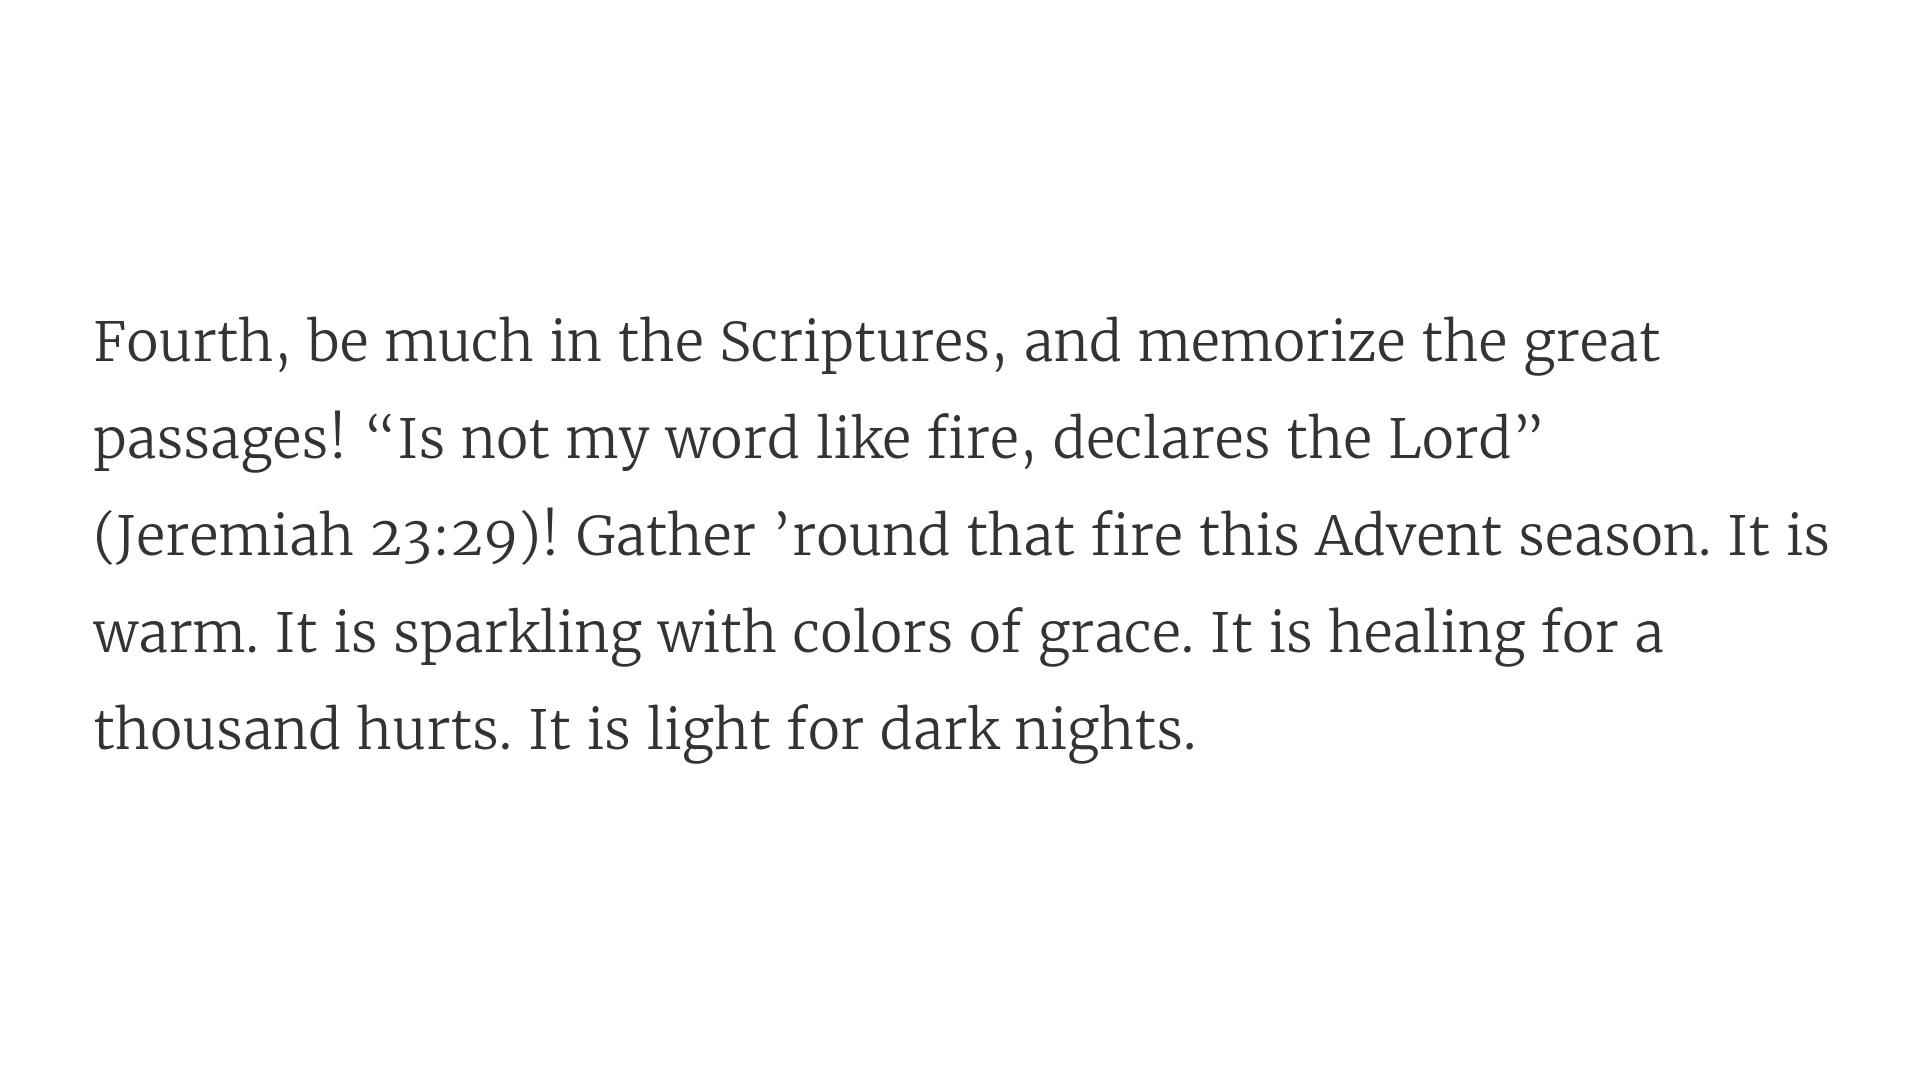 Fourth, be much in the Scriptures, and memorize the great
passages! “Is not my word like fire, declares the Lord”
(Jeremiah 23:29)! Gather ’round that fire this Advent season. It is
warm. It is sparkling with colors of grace. It is healing for a
thousand hurts. It is light for dark nights.